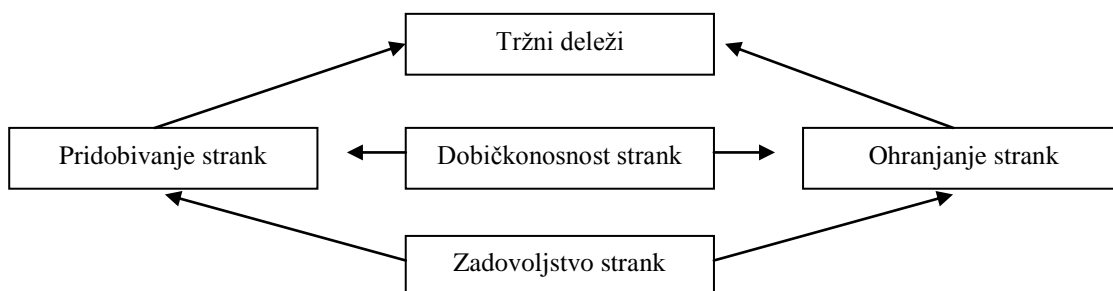 Tržni deleži
Pridobivanje strank
Dobičkonosnost strank
Ohranjanje strank
Zadovoljstvo strank